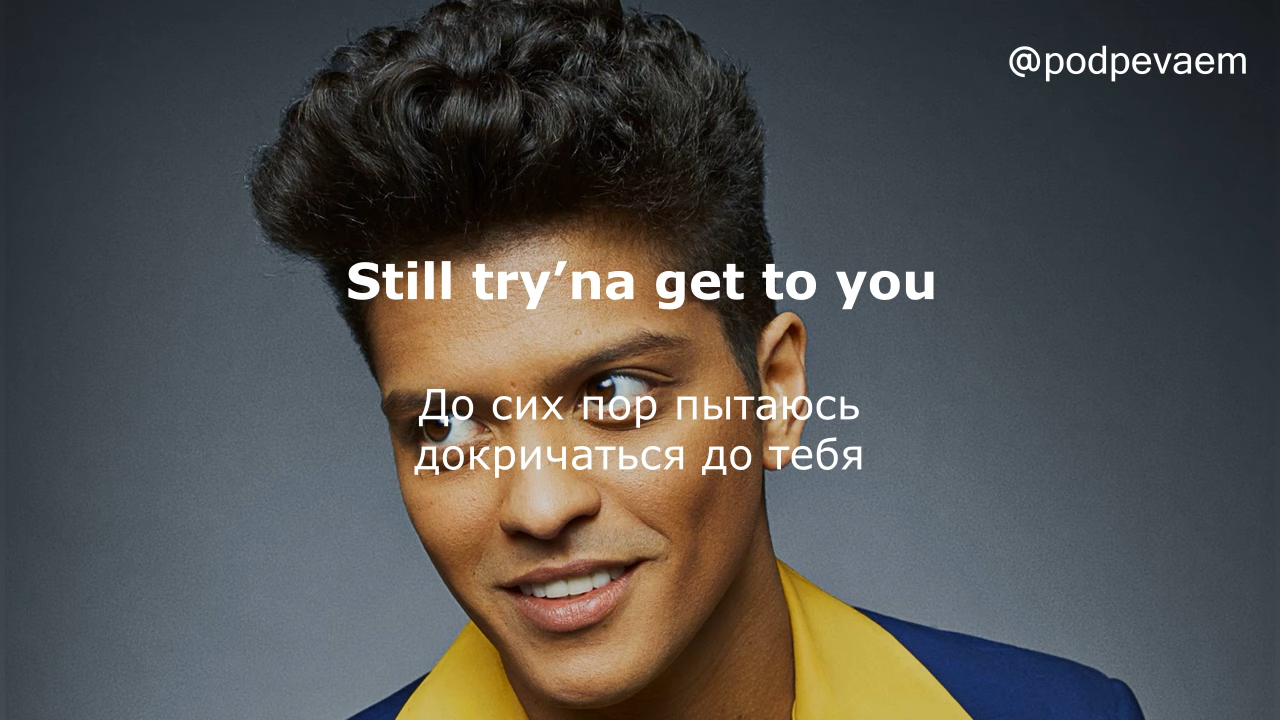 @podpevaem
Still try’na get to you
До сих пор пытаюсь
докричаться до тебя